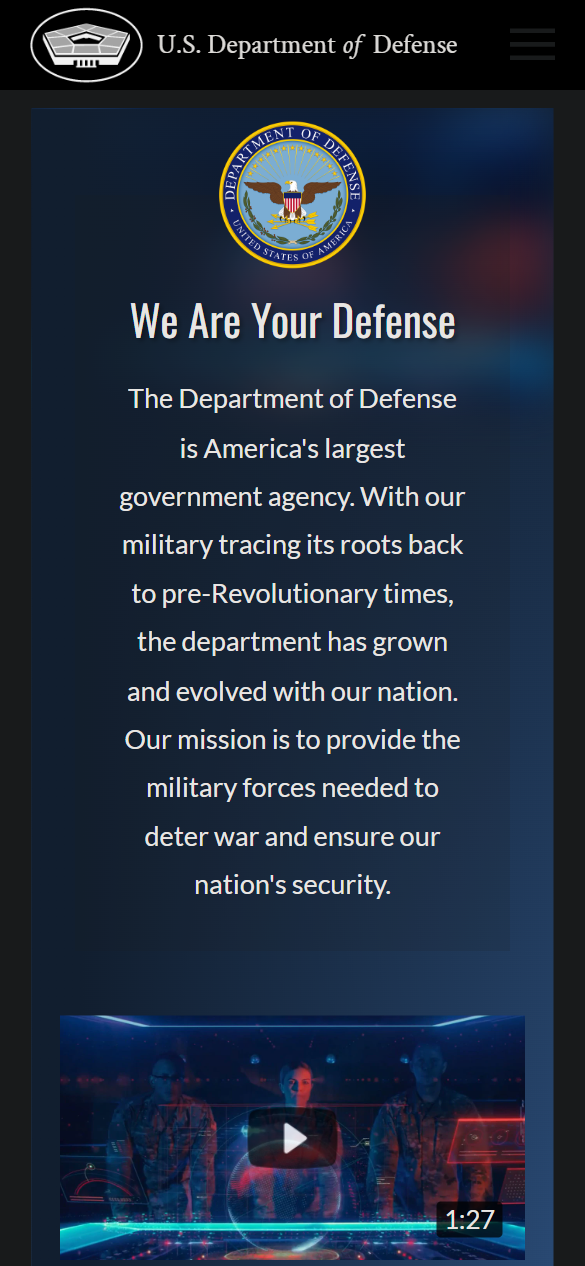 U.S. Department of Defense
DEPARTMENT OF DEFENSE
UNITED STATES OF AMERICA
We Are Your Defense
The Department of Defense
is America's largest
government agency. With our
military tracing its roots back
to pre-Revolutionary times,
the department has grown
and evolved with our nation.
Our mission is to provide the
military forces needed to
deter war and ensure our
nation's security.
1:27